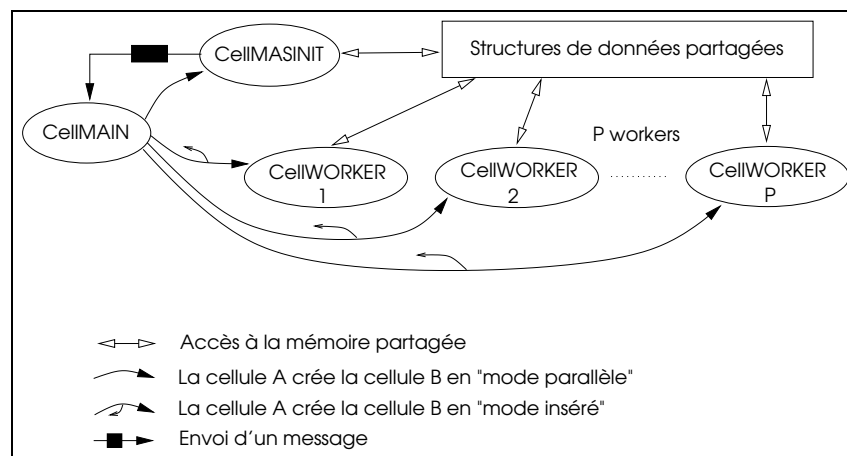 CellMASINIT
Structures de données partagées
CellMAIN
P workers
CellWORKER
1
CellWORKER
2
...........
CellWORKER
P
Accès à la mémoire partagée
La cellule A crée la cellule B en "mode parallèle"
La cellule A crée la cellule B en "mode inséré"
Envoi d'un message